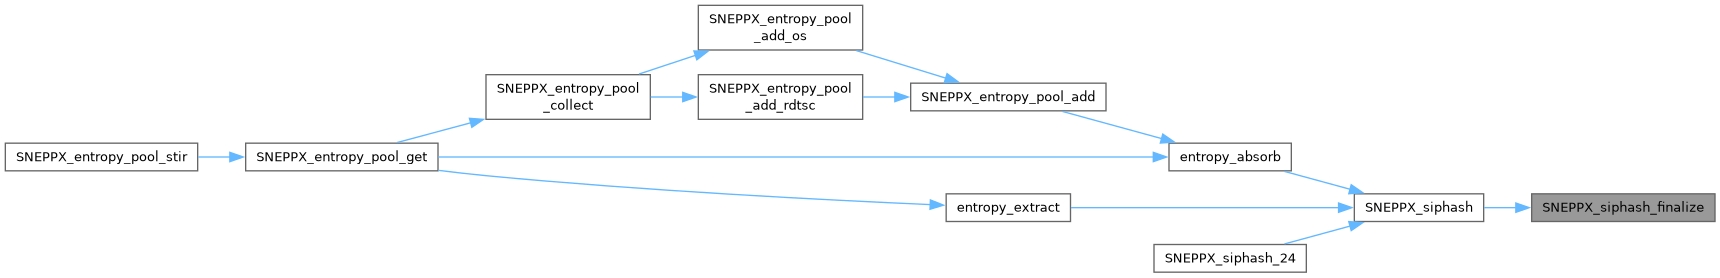 SNEPPX_entropy_pool
_add_os
SNEPPX_entropy_pool
_collect
SNEPPX_entropy_pool
_add_rdtsc
SNEPPX_entropy_pool_add
SNEPPX_entropy_pool_stir
SNEPPX_entropy_pool_get
entropy_absorb
entropy_extract
SNEPPX_siphash
SNEPPX_siphash_finalize
SNEPPX_siphash_24